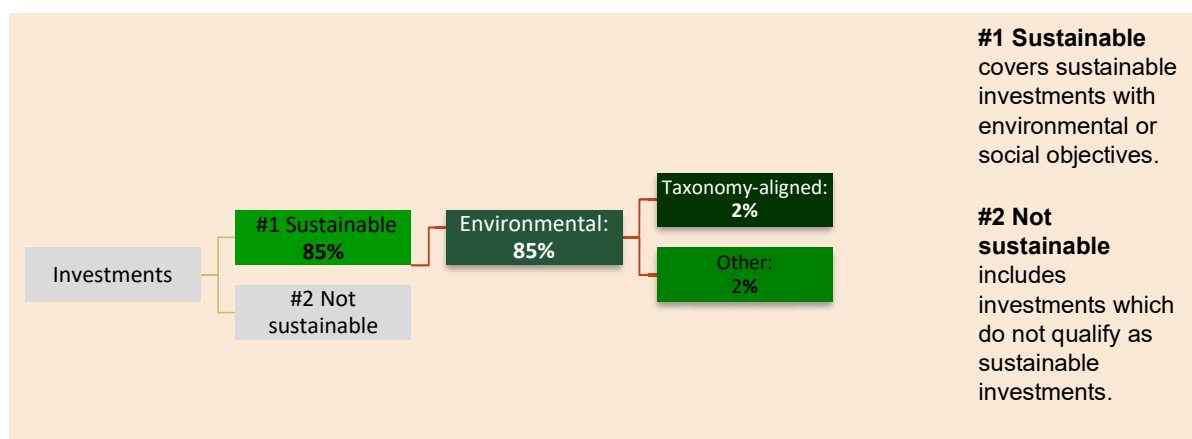 Investments
#1 Sustainable
85%
#2 Not
sustainable
Environmental:
85%
Taxonomy-aligned:
2%
Other:
2%
#1 Sustainable
covers sustainable
investments with
environmental or
social objectives.
#2 Not
sustainable
includes
investments which
do not qualify as
sustainable
investments.